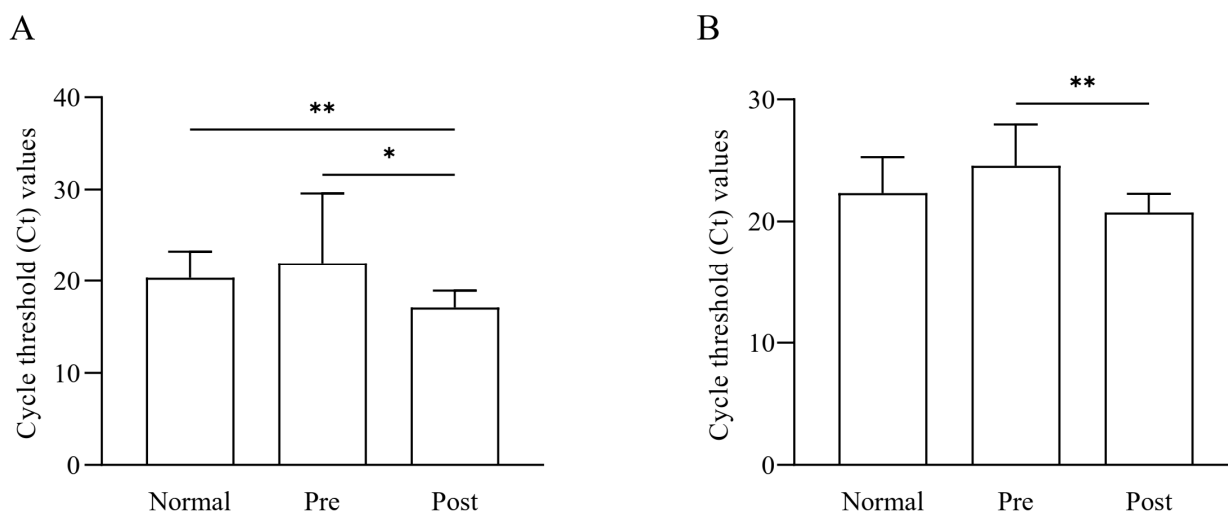 A
Cycle threshold (Ct) values
40
30
20
10
0
**
*
Normal Pre Post
B
Cycle threshold (Ct) values
30
20
10
0
**
Normal Pre Post